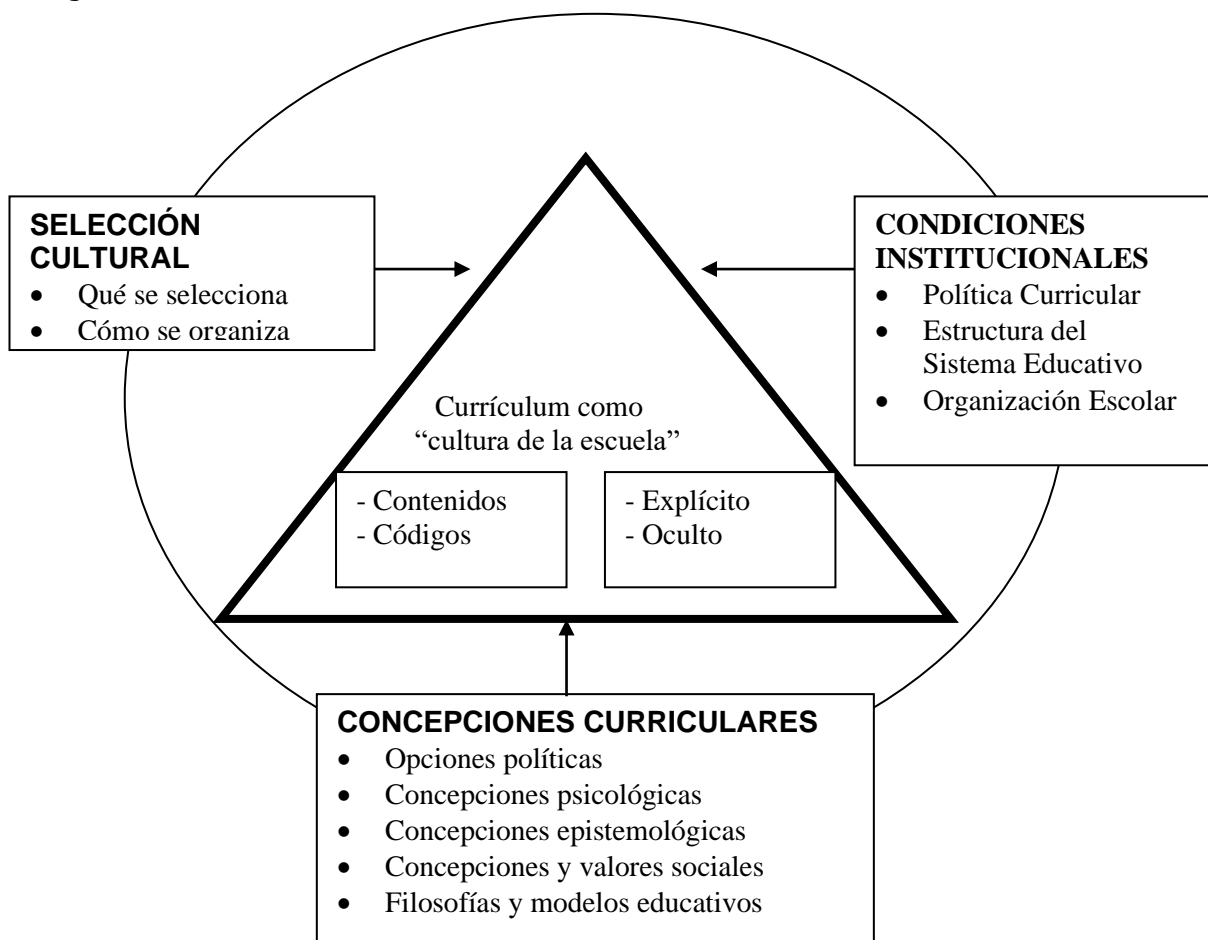 SELECCIÓN
CULTURAL
• Qué se selecciona
• Cómo se organiza
CONDICIONES
INSTITUCIONALES
• Política Curricular
• Estructura del
Sistema Educativo
• Organización Escolar
Currículum como
“cultura de la escuela”
- Contenidos
- Códigos
- Explícito
- Oculto
CONCEPCIONES CURRICULARES
• Opciones políticas
• Concepciones psicológicas
• Concepciones epistemológicas
• Concepciones y valores sociales
• Filosofías y modelos educativos